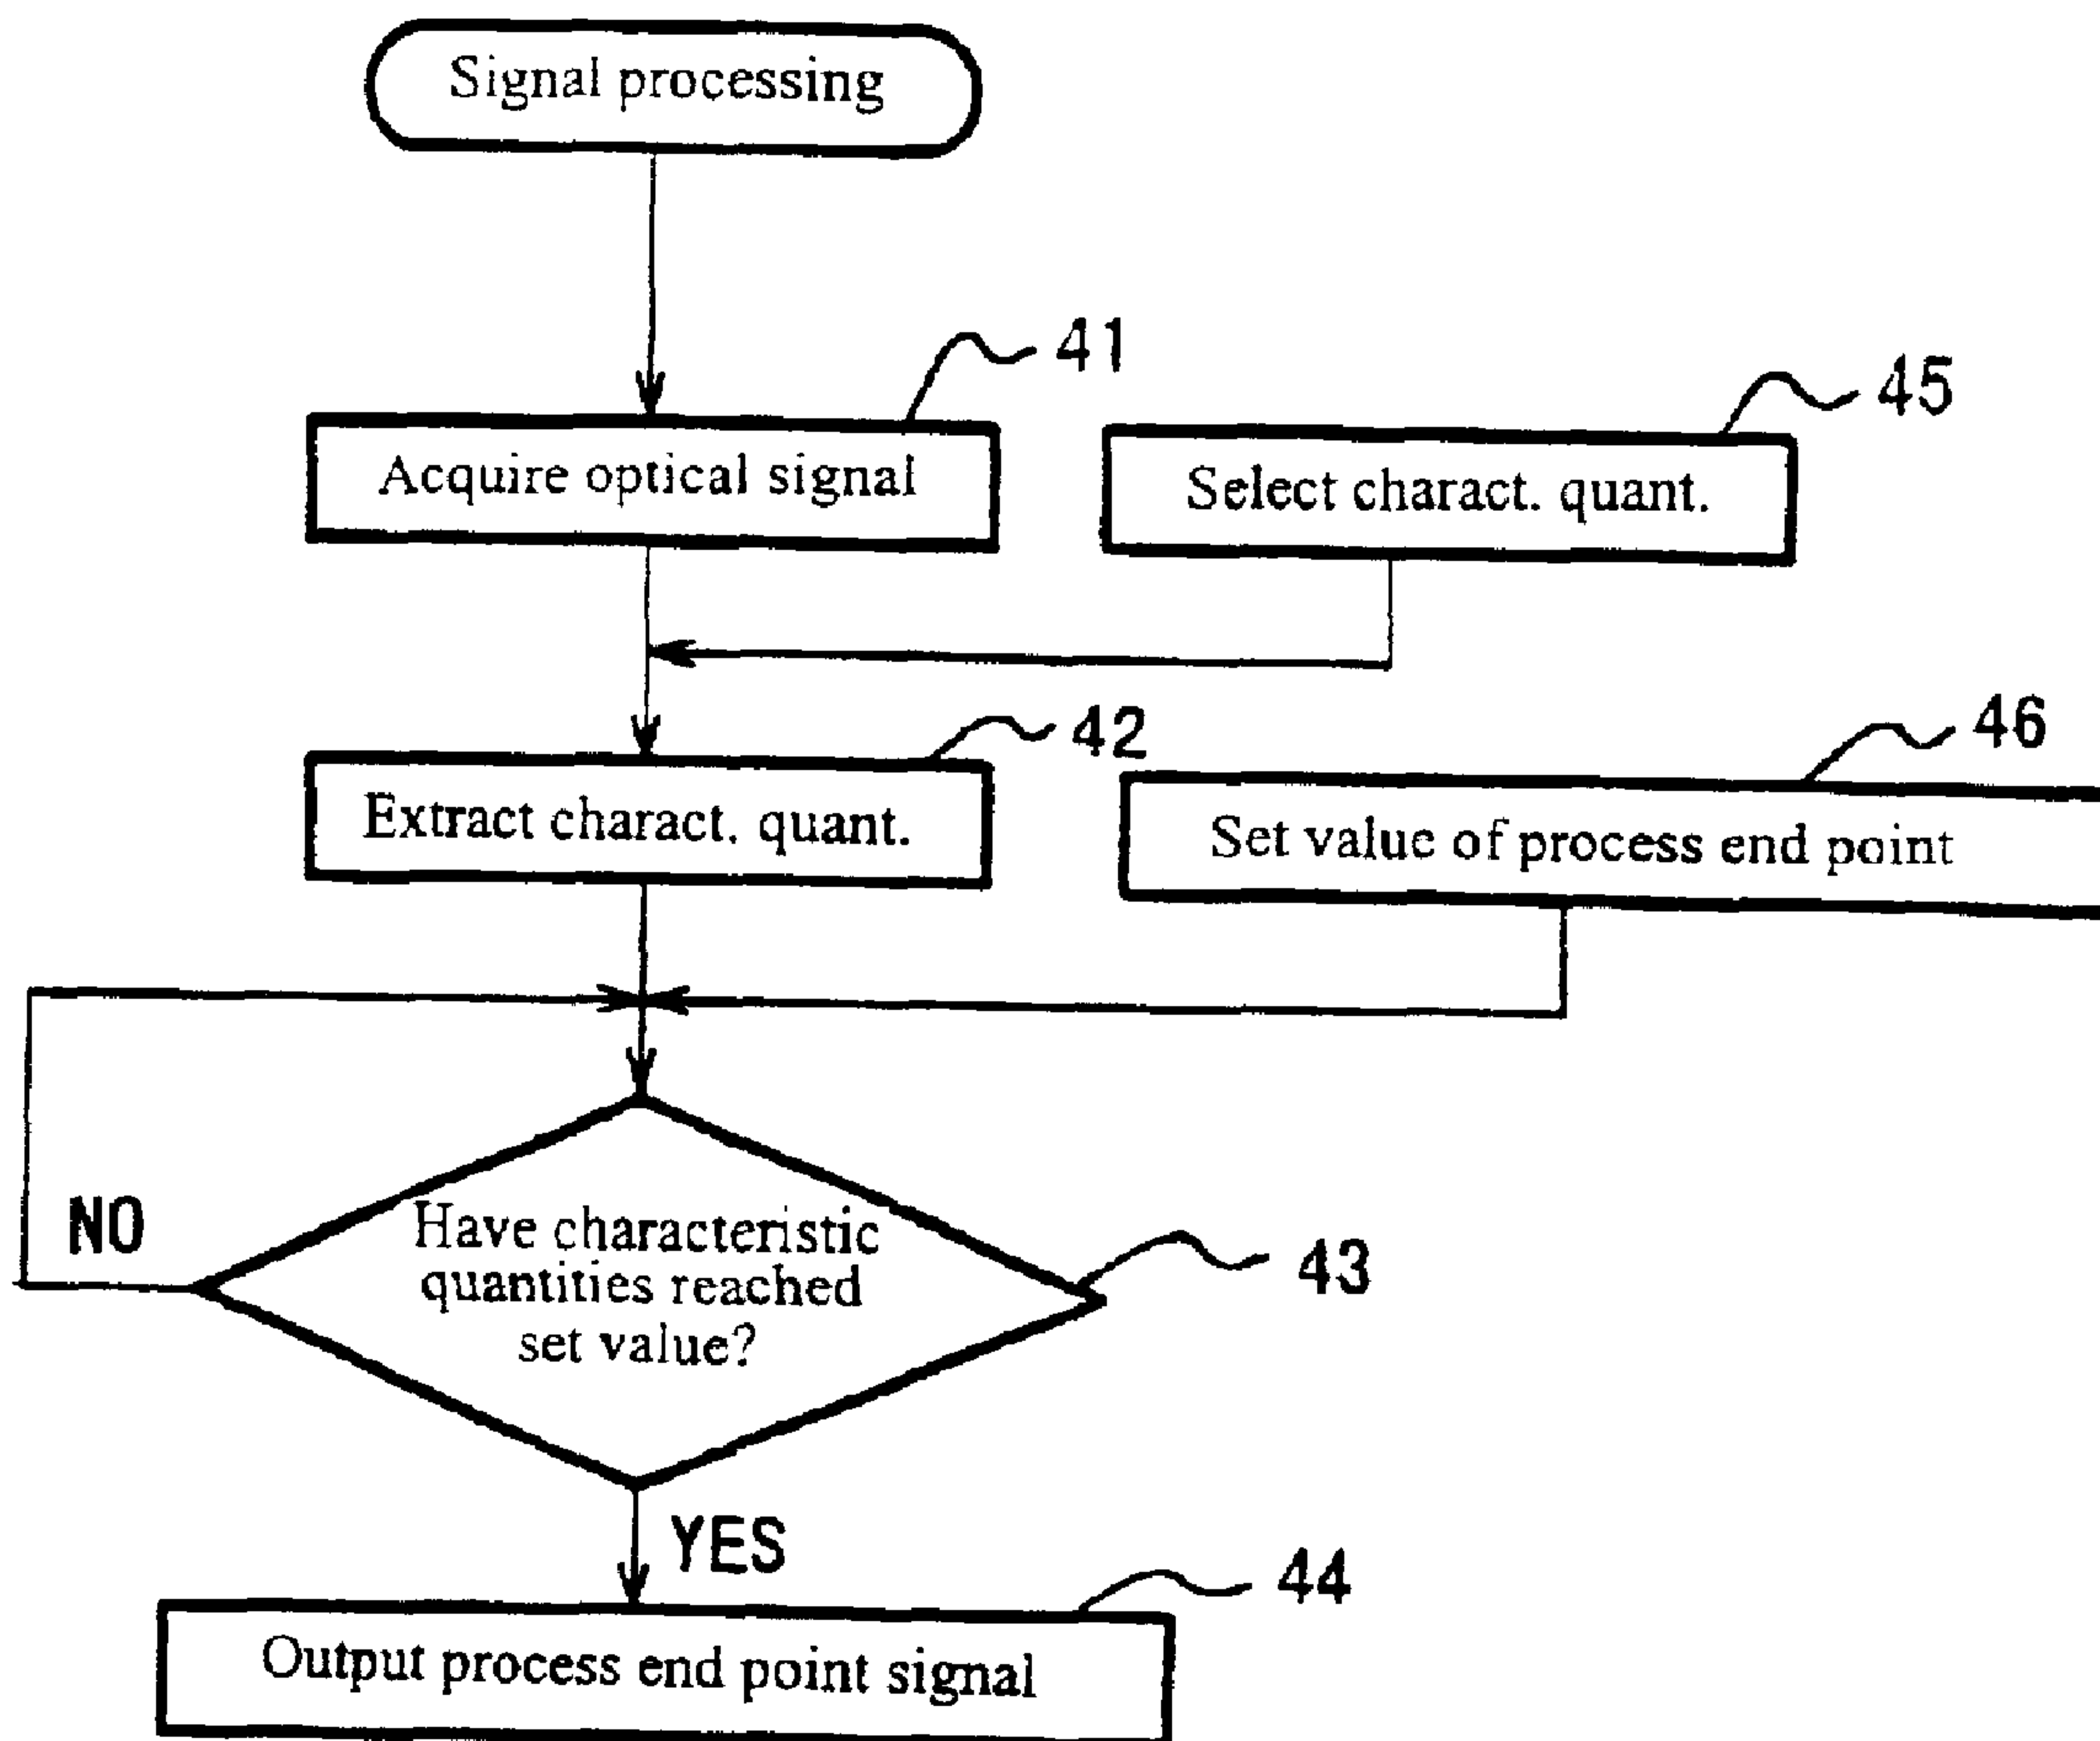 Signal processing
41
45
Acquire optical signal
Select charact. quant.
42
46
Extract charact. quant.
Set value of process end point
NO
Have characteristic
quantities reached
set value?
43
YES
44
Output process end point signal